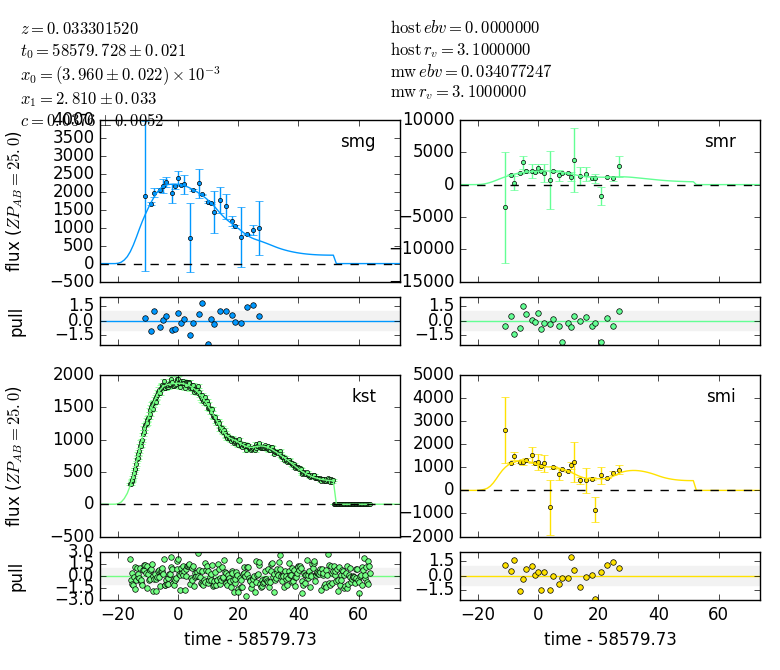 z = 0.033301520
t0 = 58579.728 ± 0.021
x0 = (3.960 ± 0.022) × 10^−3
x1 = 2.810 ± 0.033
host ebv = 0.0000000
host r_v = 3.1000000
mw ebv = 0.034077247
mw r_v = 3.1000000
smg
4000
3500
3000
2500
2000
1500
1000
500
0
−500
flux (ZP_AB = 25.0)
smr
10000
5000
0
−5000
−10000
−15000
pull
1.5
0.0
−1.5
1.5
0.0
−1.5
kst
2000
1500
1000
500
0
−500
flux (ZP_AB = 25.0)
smi
5000
4000
3000
2000
1000
0
−1000
−2000
pull
3.0
1.5
0.0
−1.5
−3.0
1.5
0.0
−1.5
−20 0 20 40 60
time - 58579.73
−20 0 20 40 60
time - 58579.73